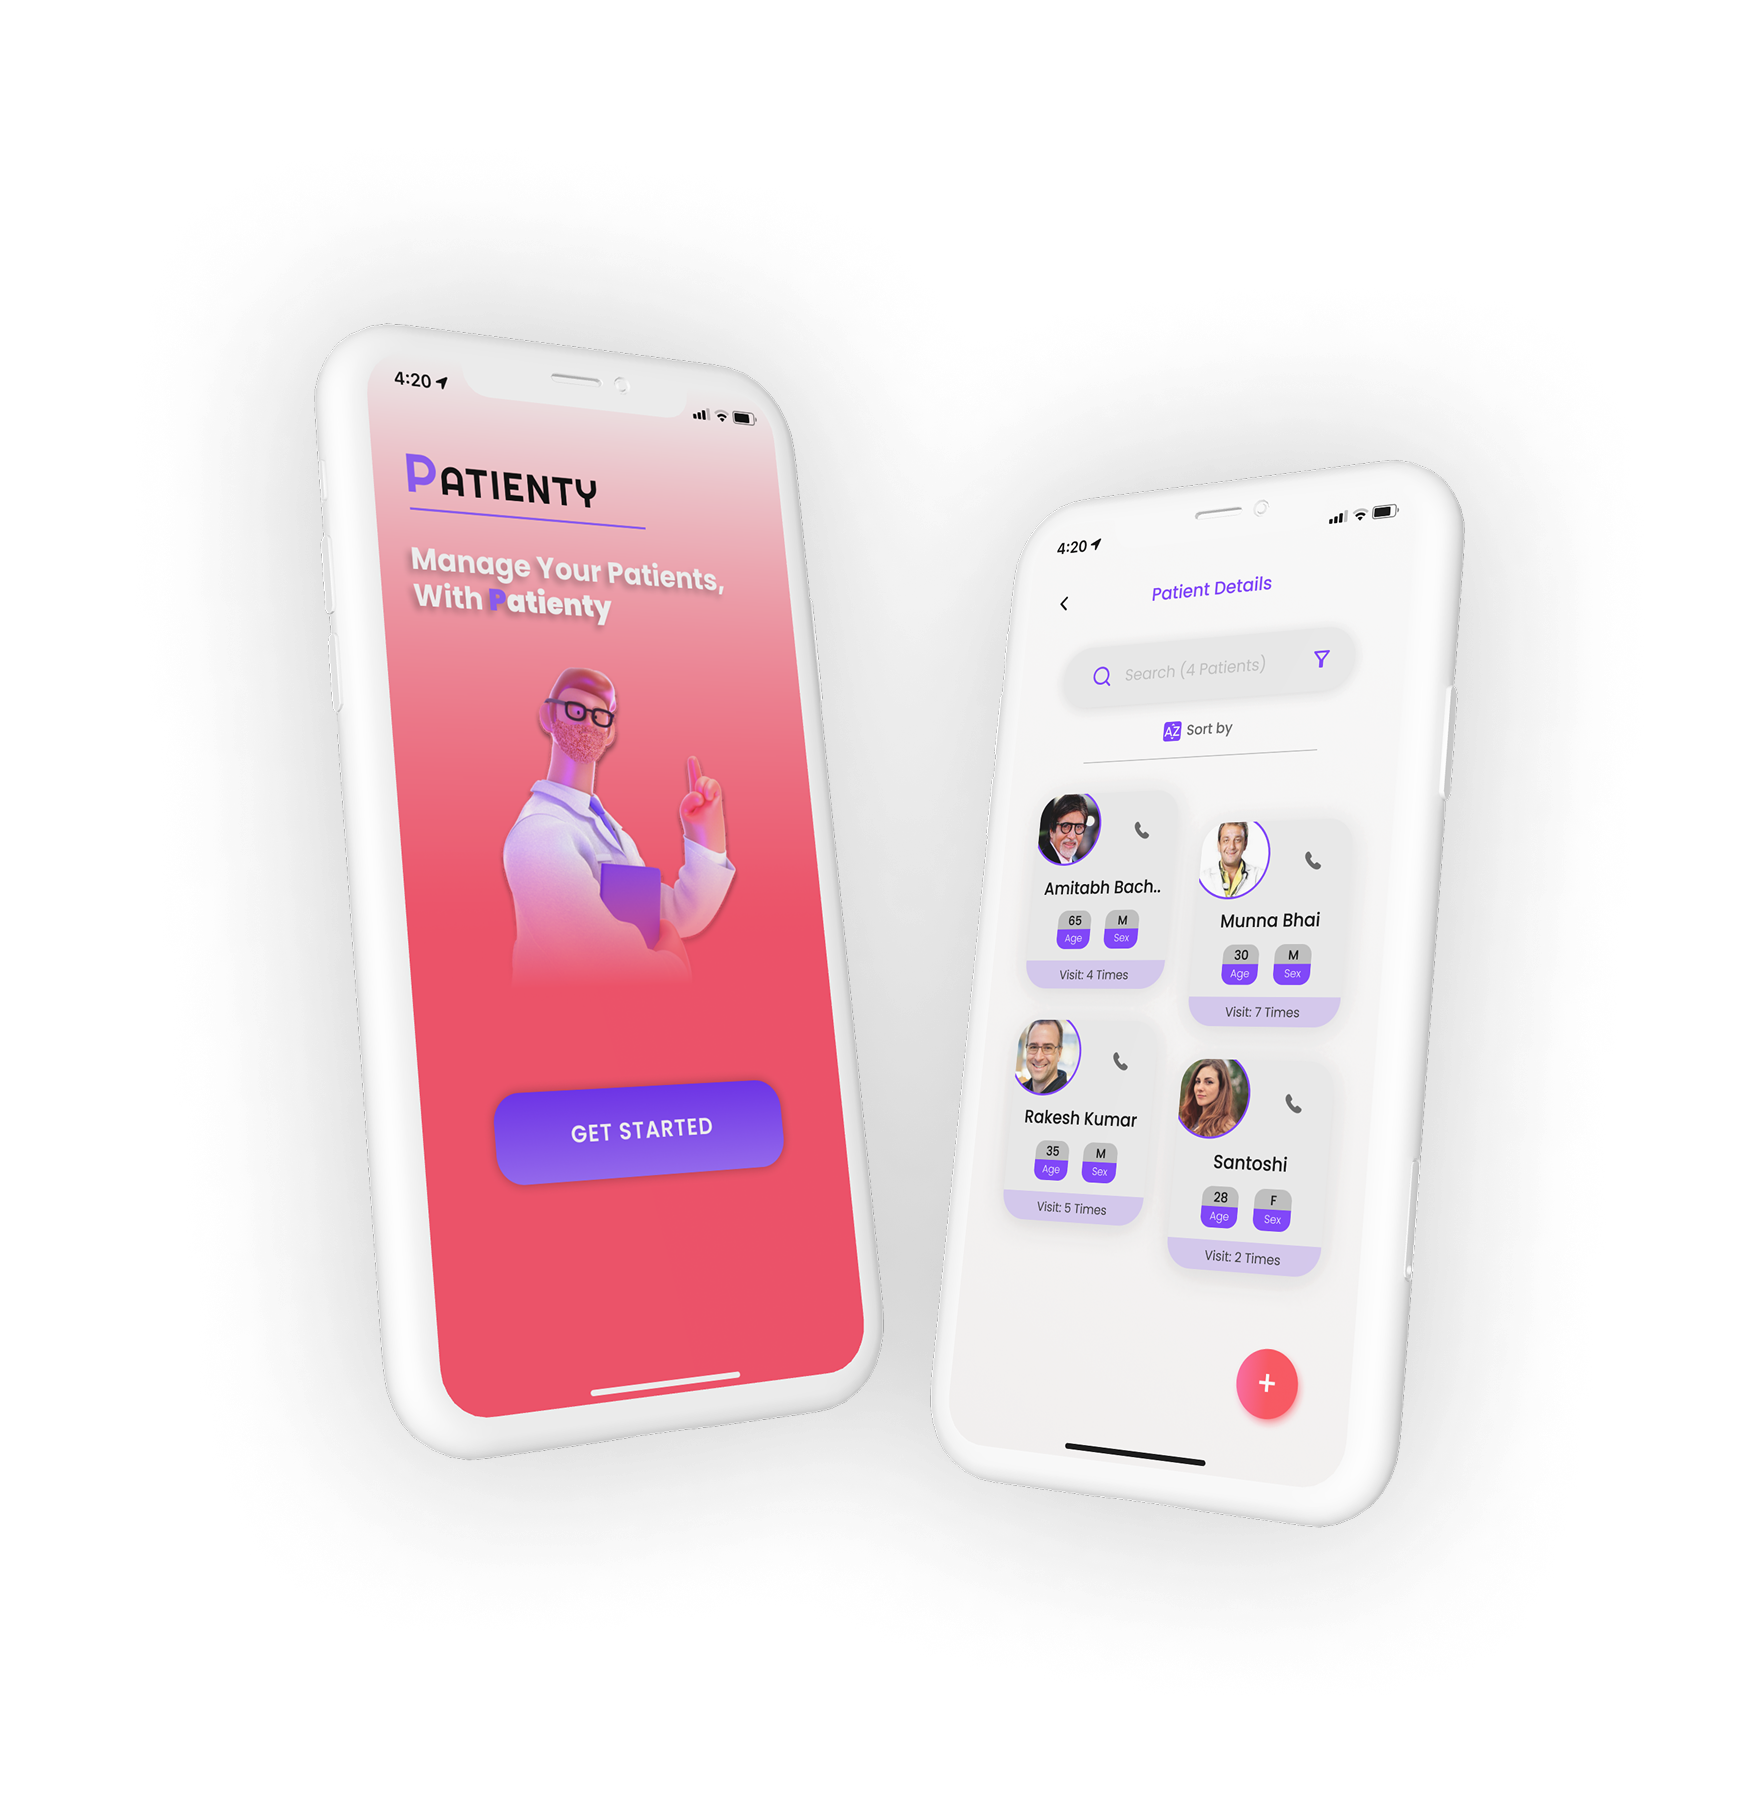 4:20
PATIENTY
Manage Your Patients,
With Patienty
GET STARTED
4:20
Patient Details
Search (4 Patients)
AZ Sort by
Amitabh Bach..
65 M
Age Sex
Visit: 4 Times
Munna Bhai
30 M
Age Sex
Visit: 7 Times
Rakesh Kumar
35 M
Age Sex
Visit: 5 Times
Santoshi
28 F
Age Sex
Visit: 2 Times
+